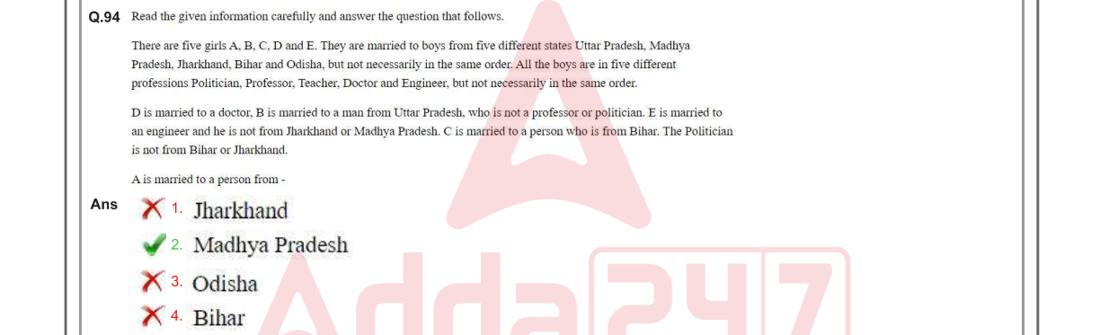 Q.94 Read the given information carefully and answer the question that follows.
There are five girls A, B, C, D and E. They are married to boys from five different states Uttar Pradesh, Madhya
Pradesh, Jharkhand, Bihar and Odisha, but not necessarily in the same order. All the boys are in five different
professions Politician, Professor, Teacher, Doctor and Engineer, but not necessarily in the same order.
D is married to a doctor, B is married to a man from Uttar Pradesh, who is not a professor or politician. E is married to
an engineer and he is not from Jharkhand or Madhya Pradesh. C is married to a person who is from Bihar. The Politician
is not from Bihar or Jharkhand.
A is married to a person from -
Ans 1. Jharkhand
2. Madhya Pradesh
3. Odisha
4. Bihar
Adda247